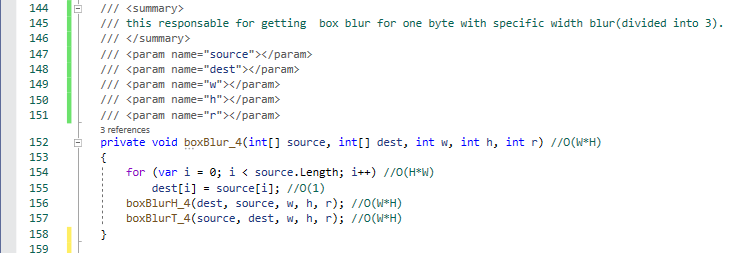 144 /// <summary>
145 /// this responsable for getting  box blur for one byte with specific width blur(divided into 3).
146 /// </summary>
147 /// <param name="source"></param>
148 /// <param name="dest"></param>
149 /// <param name="w"></param>
150 /// <param name="h"></param>
151 /// <param name="r"></param>
3 references
152 private void boxBlur_4(int[] source, int[] dest, int w, int h, int r) //O(W*H)
153 {
154     for (var i = 0; i < source.Length; i++) //O(H*W)
155         dest[i] = source[i]; //O(1)
156     boxBlurH_4(dest, source, w, h, r); //O(W*H)
157     boxBlurT_4(source, dest, w, h, r); //O(W*H)
158 }
159